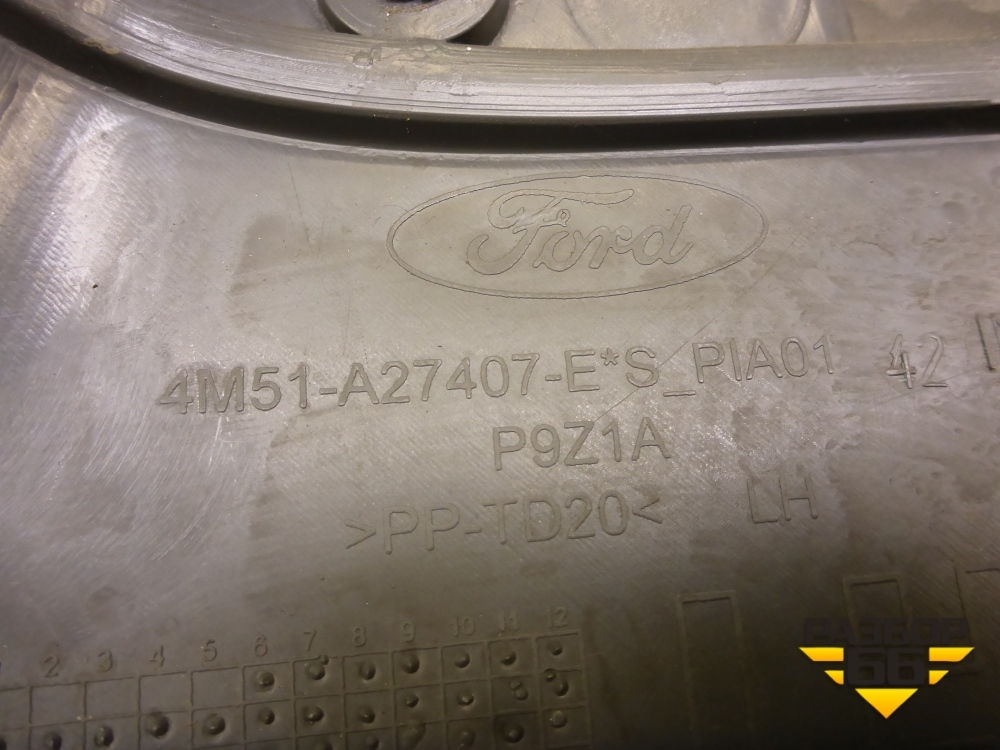 Ford
4M51-A27407-E*S_PIA01 42
P9Z1A
>PP-TD20< LH
2 3 4 5 6 7 8 9 10 11 12
66